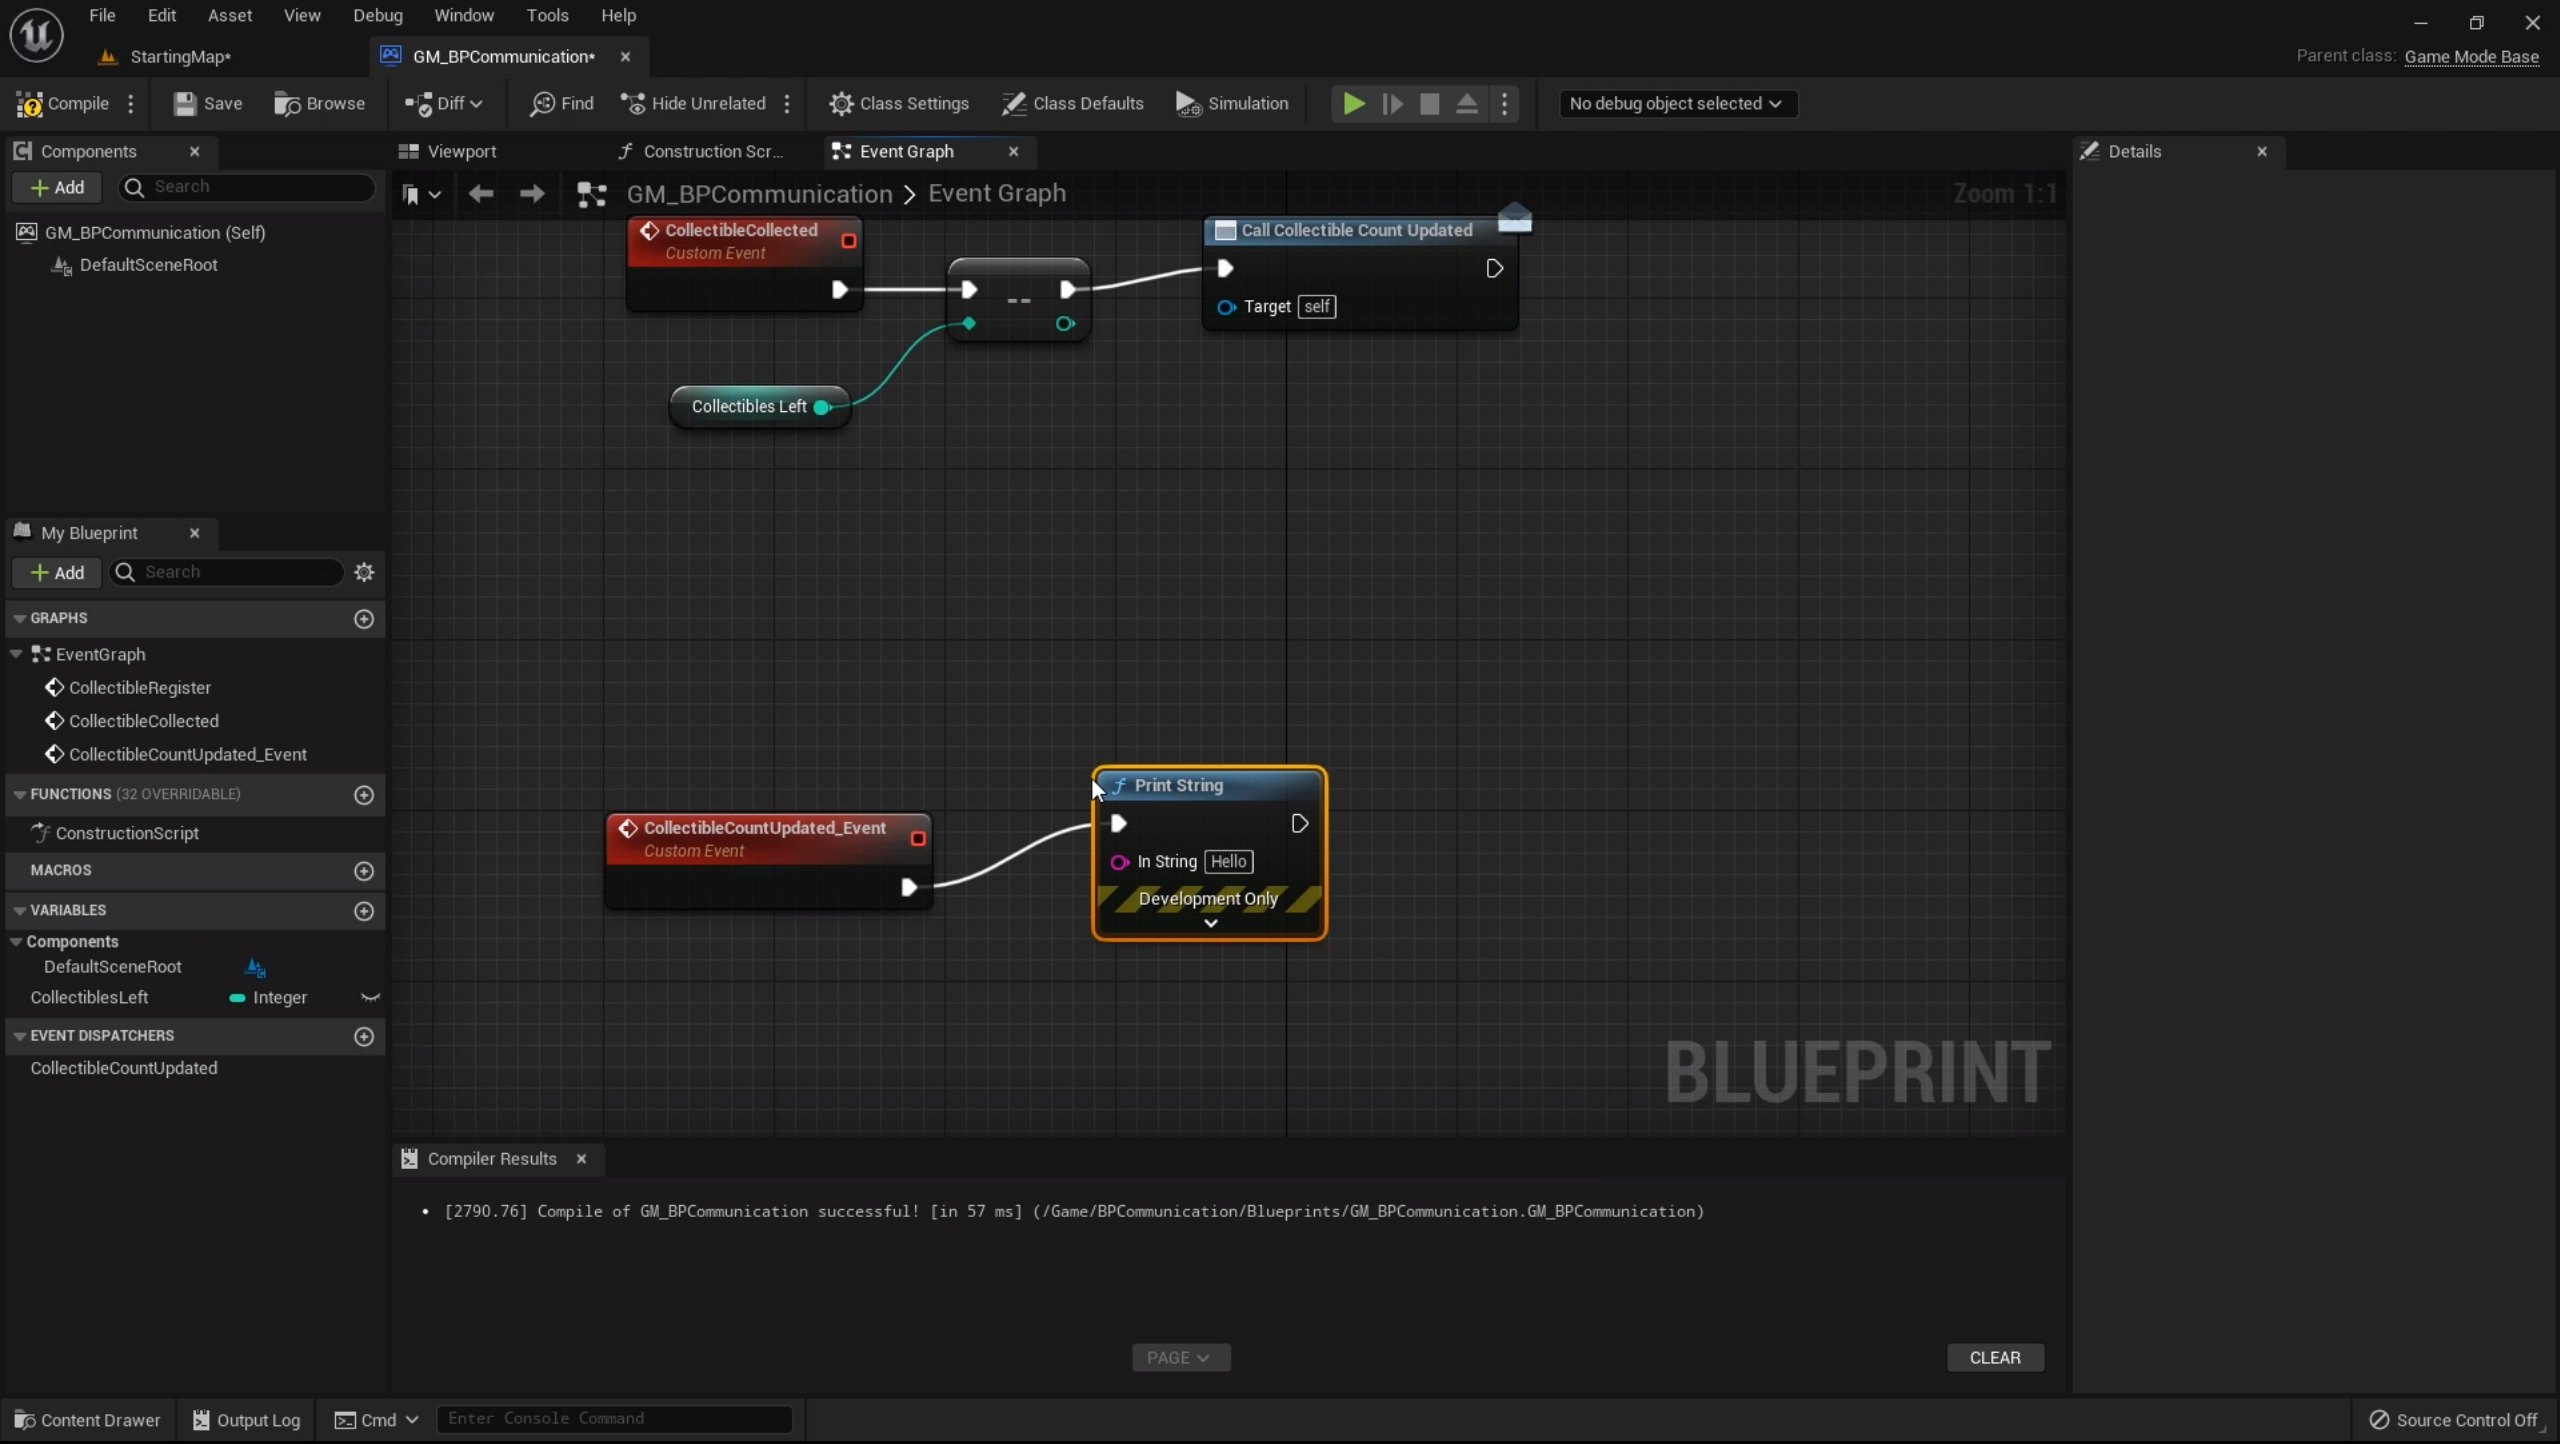 File Edit Asset View Debug Window Tools Help
StartingMap*
GM_BPCommunication*
Parent class: Game Mode Base
Compile Save Browse Diff Find Hide Unrelated Class Settings Class Defaults Simulation No debug object selected
Components
Add Search
GM_BPCommunication (Self)
DefaultSceneRoot
My Blueprint
Add Search
GRAPHS
EventGraph
CollectibleRegister
CollectibleCollected
CollectibleCountUpdated_Event
FUNCTIONS (32 OVERRIDABLE)
ConstructionScript
MACROS
VARIABLES
Components
DefaultSceneRoot
CollectiblesLeft Integer
EVENT DISPATCHERS
CollectibleCountUpdated
Viewport Construction Scr... Event Graph
GM_BPCommunication > Event Graph
Zoom 1:1
CollectibleCollected
Custom Event
--
Collectibles Left
Call Collectible Count Updated
Target self
CollectibleCountUpdated_Event
Custom Event
Print String
In String Hello
Development Only
BLUEPRINT
Compiler Results
• [2790.76] Compile of GM_BPCommunication successful! [in 57 ms] (/Game/BPCommunication/Blueprints/GM_BPCommunication.GM_BPCommunication)
PAGE
CLEAR
Details
Content Drawer Output Log Cmd Enter Console Command Source Control Off